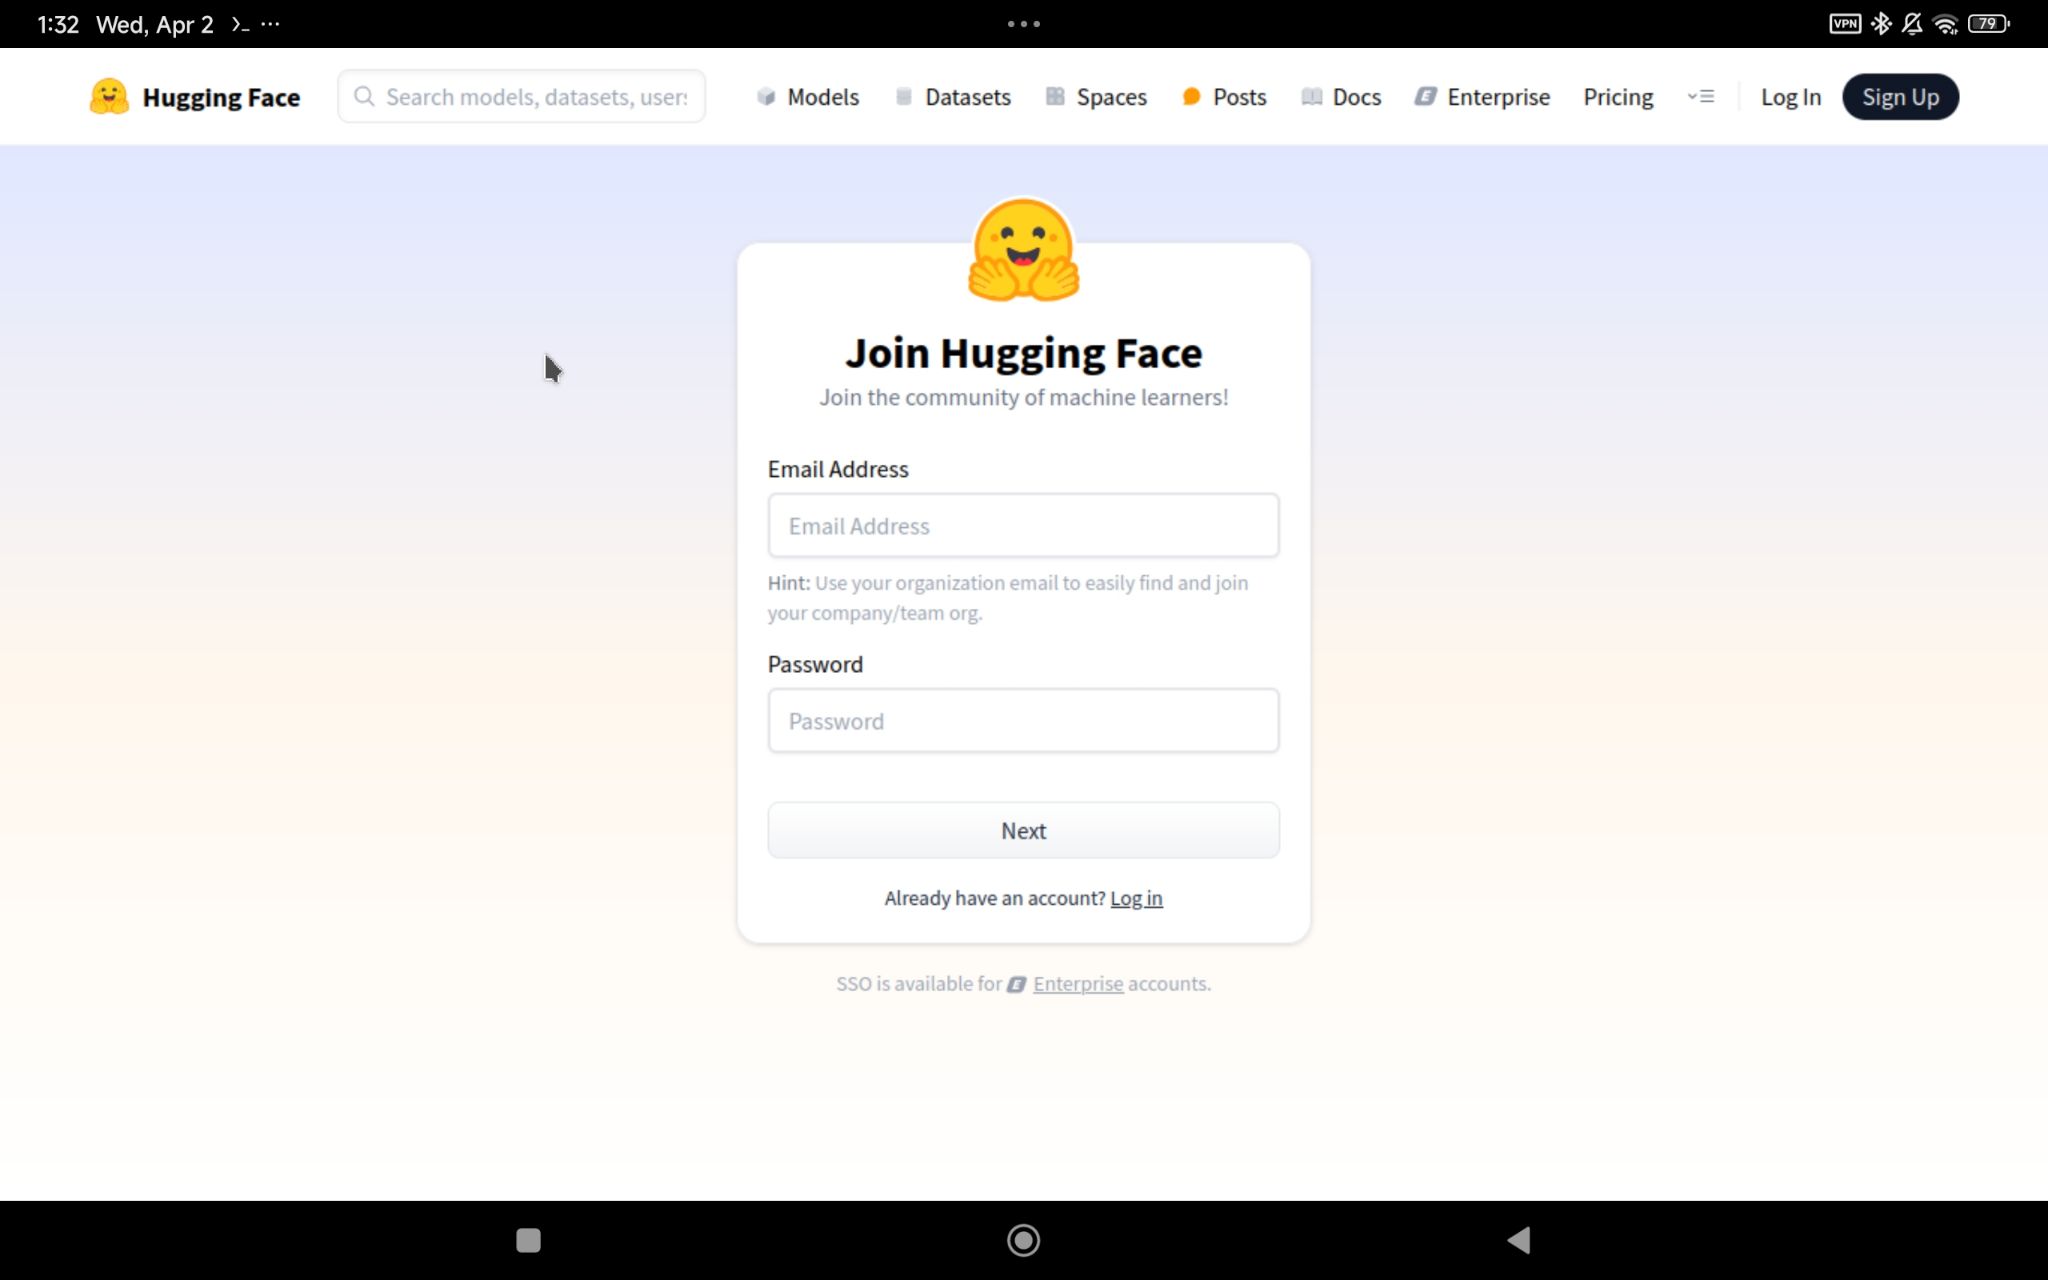 1:32 Wed, Apr 2 >_ ···
VPN 79
Hugging Face
Search models, datasets, users
Models
Datasets
Spaces
Posts
Docs
Enterprise
Pricing
Log In
Sign Up
Join Hugging Face
Join the community of machine learners!
Email Address
Email Address
Hint: Use your organization email to easily find and join
your company/team org.
Password
Password
Next
Already have an account? Log in
SSO is available for E Enterprise accounts.